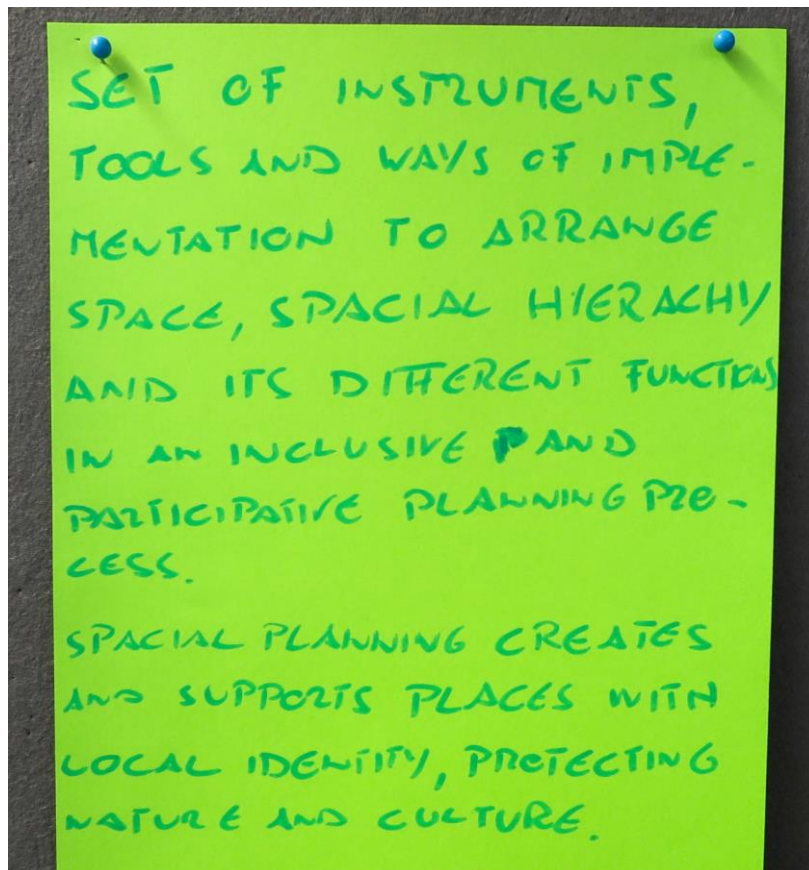 SET OF INSTRUMENTS,
TOOLS AND WAYS OF IMPLE-
MENTATION TO ARRANGE
SPACE, SPACIAL HIERACHY
AND ITS DIFFERENT FUNCTIONS
IN AN INCLUSIVE AND
PARTICIPATIVE PLANNING PRO-
CESS.
SPACIAL PLANNING CREATES
AND SUPPORTS PLACES WITH
LOCAL IDENTITY, PROTECTING
NATURE AND CULTURE.